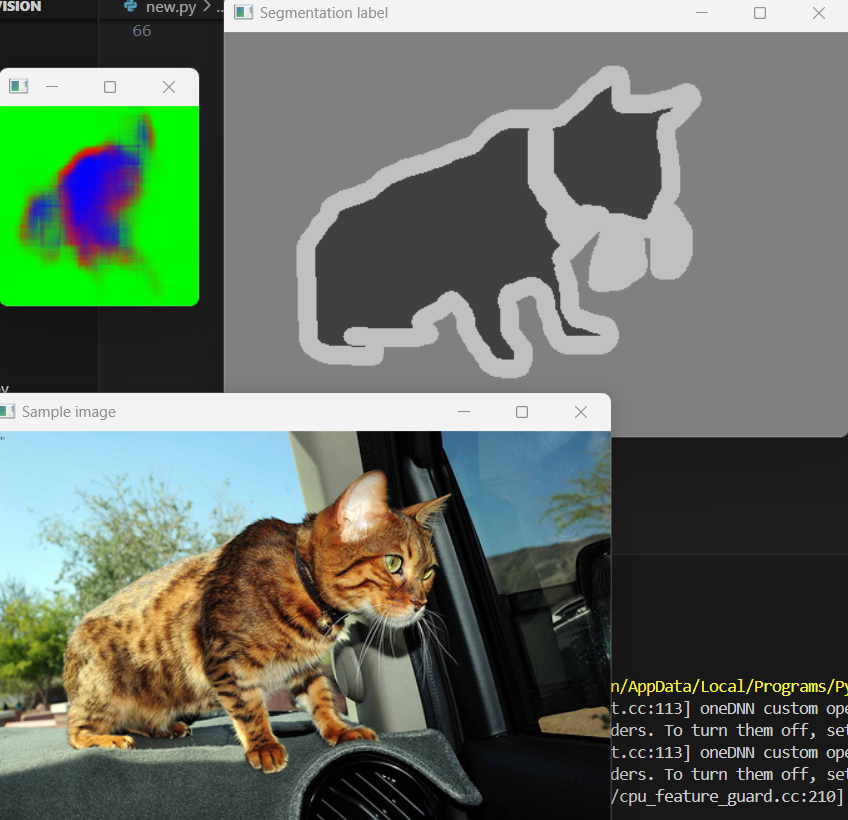 VISION
new.py > ..
Segmentation label
66
Sample image
n/AppData/Local/Programs/Py
t.cc:113] oneDNN custom ope
ders. To turn them off, set
t.cc:113] oneDNN custom ope
ders. To turn them off, set
/cpu_feature_guard.cc:210]